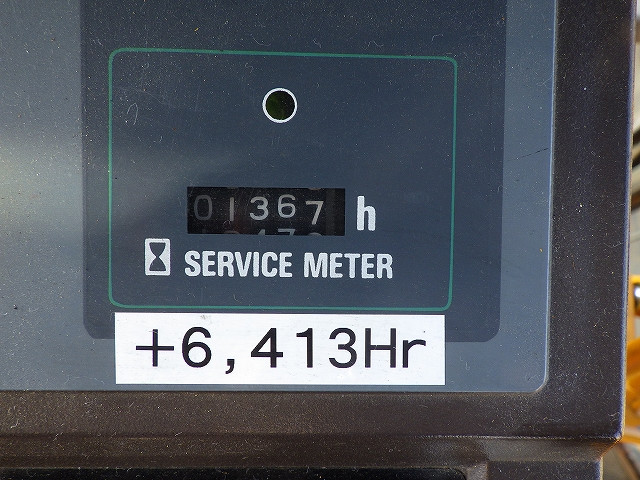 01367 h
SERVICE METER
+6,413Hr